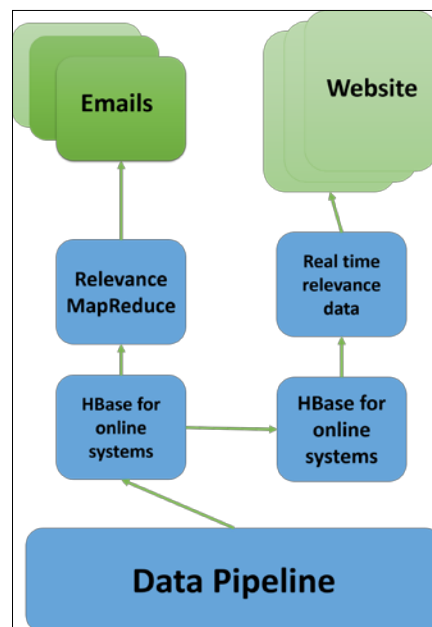 Emails
Website
Relevance
MapReduce
Real time
relevance
data
HBase for
online
systems
HBase for
online
systems
Data Pipeline